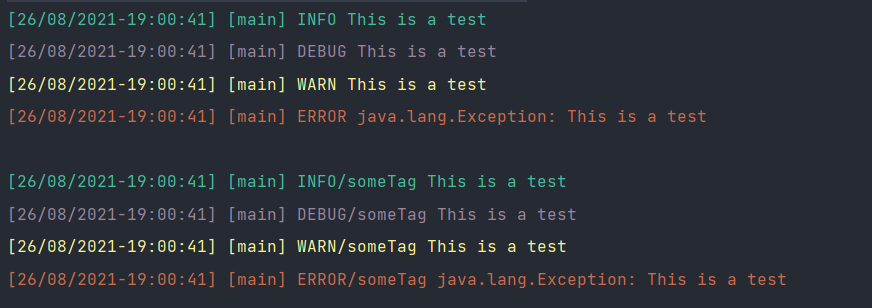 [26/08/2021-19:00:41] [main] INFO This is a test
[26/08/2021-19:00:41] [main] DEBUG This is a test
[26/08/2021-19:00:41] [main] WARN This is a test
[26/08/2021-19:00:41] [main] ERROR java.lang.Exception: This is a test
[26/08/2021-19:00:41] [main] INFO/someTag This is a test
[26/08/2021-19:00:41] [main] DEBUG/someTag This is a test
[26/08/2021-19:00:41] [main] WARN/someTag This is a test
[26/08/2021-19:00:41] [main] ERROR/someTag java.lang.Exception: This is a test